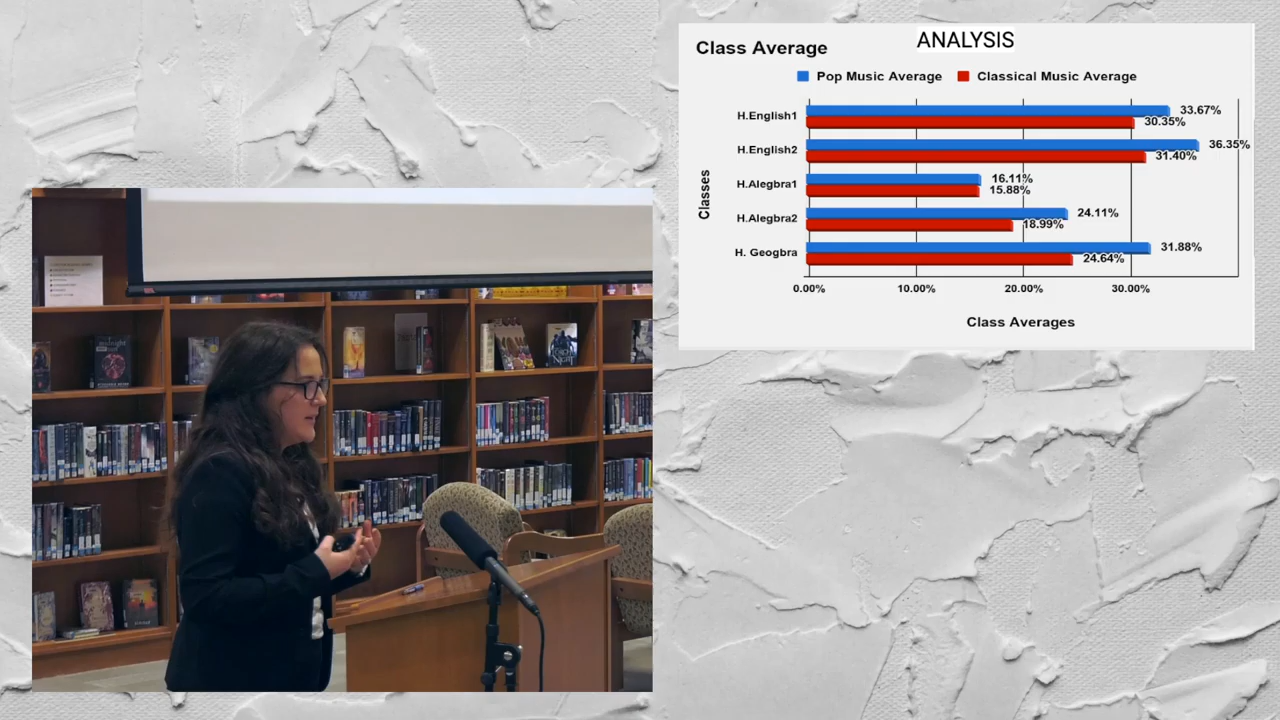 ANALYSIS
Class Average
Pop Music Average Classical Music Average
H.English1 33.67%
30.35%
H.English2 36.35%
31.40%
H.Alegbra1 16.11%
15.88%
H.Alegbra2 24.11%
18.99%
H. Geogbra 31.88%
24.64%
Classes
0.00% 10.00% 20.00% 30.00%
Class Averages